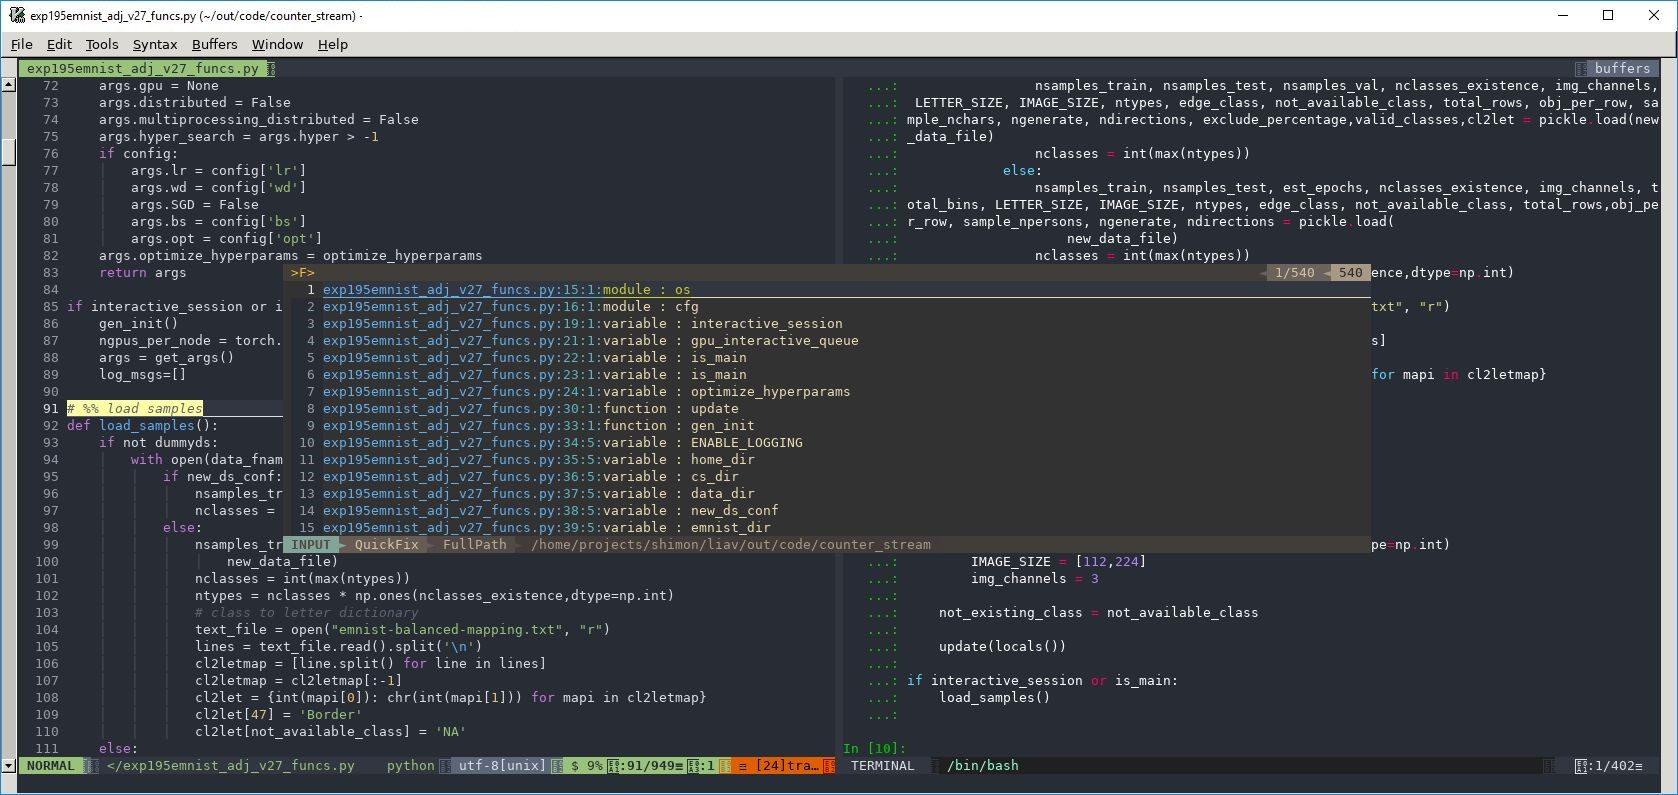 exp195emnist_adj_v27_funcs.py (~/out/code/counter_stream) -
File Edit Tools Syntax Buffers Window Help
exp195emnist_adj_v27_funcs.py
buffers
72 args.gpu = None
73 args.distributed = False
74 args.multiprocessing_distributed = False
75 args.hyper_search = args.hyper > -1
76 if config:
77 args.lr = config['lr']
78 args.wd = config['wd']
79 args.SGD = False
80 args.bs = config['bs']
81 args.opt = config['opt']
82 args.optimize_hyperparams = optimize_hyperparams
83 return args
84
85 if interactive_session or i
86 gen_init()
87 ngpus_per_node = torch.
88 args = get_args()
89 log_msgs=[]
90
91 # %% load samples
92 def load_samples():
93 if not dummyds:
94 with open(data_fnam
95 if new_ds_conf:
96 nsamples_tr
97 nclasses =
98 else:
99 nsamples_tr
100 new_data_file)
101 nclasses = int(max(ntypes))
102 ntypes = nclasses * np.ones(nclasses_existence,dtype=np.int)
103 # class to letter dictionary
104 text_file = open("emnist-balanced-mapping.txt", "r")
105 lines = text_file.read().split('\n')
106 cl2letmap = [line.split() for line in lines]
107 cl2letmap = cl2letmap[:-1]
108 cl2let = {int(mapi[0]): chr(int(mapi[1])) for mapi in cl2letmap}
109 cl2let[47] = 'Border'
110 cl2let[not_available_class] = 'NA'
111 else:
NORMAL </exp195emnist_adj_v27_funcs.py python utf-8[unix] $ 9% :91/949≡ :1 ≡ [24]tra…
>F> 1/540 540
1 exp195emnist_adj_v27_funcs.py:15:1:module : os
2 exp195emnist_adj_v27_funcs.py:16:1:module : cfg
3 exp195emnist_adj_v27_funcs.py:19:1:variable : interactive_session
4 exp195emnist_adj_v27_funcs.py:21:1:variable : gpu_interactive_queue
5 exp195emnist_adj_v27_funcs.py:22:1:variable : is_main
6 exp195emnist_adj_v27_funcs.py:23:1:variable : is_main
7 exp195emnist_adj_v27_funcs.py:24:1:variable : optimize_hyperparams
8 exp195emnist_adj_v27_funcs.py:30:1:function : update
9 exp195emnist_adj_v27_funcs.py:33:1:function : gen_init
10 exp195emnist_adj_v27_funcs.py:34:5:variable : ENABLE_LOGGING
11 exp195emnist_adj_v27_funcs.py:35:5:variable : home_dir
12 exp195emnist_adj_v27_funcs.py:36:5:variable : cs_dir
13 exp195emnist_adj_v27_funcs.py:37:5:variable : data_dir
14 exp195emnist_adj_v27_funcs.py:38:5:variable : new_ds_conf
15 exp195emnist_adj_v27_funcs.py:39:5:variable : emnist_dir
INPUT QuickFix FullPath /home/projects/shimon/liav/out/code/counter_stream
...: nsamples_train, nsamples_test, nsamples_val, nclasses_existence, img_channels,
...: LETTER_SIZE, IMAGE_SIZE, ntypes, edge_class, not_available_class, total_rows, obj_per_row, sa
...: mple_nchars, ngenerate, ndirections, exclude_percentage,valid_classes,cl2let = pickle.load(new
...: _data_file)
...: nclasses = int(max(ntypes))
...: else:
...: nsamples_train, nsamples_test, est_epochs, nclasses_existence, img_channels, t
...: otal_bins, LETTER_SIZE, IMAGE_SIZE, ntypes, edge_class, not_available_class, total_rows,obj_pe
...: r_row, sample_npersons, ngenerate, ndirections = pickle.load(
...: new_data_file)
...: nclasses = int(max(ntypes))
ence,dtype=np.int)
txt", "r")
s]
for mapi in cl2letmap}
pe=np.int)
...: IMAGE_SIZE = [112,224]
...: img_channels = 3
...:
...: not_existing_class = not_available_class
...:
...: update(locals())
...:
...: if interactive_session or is_main:
...: load_samples()
...:
In [10]:
TERMINAL /bin/bash :1/402≡